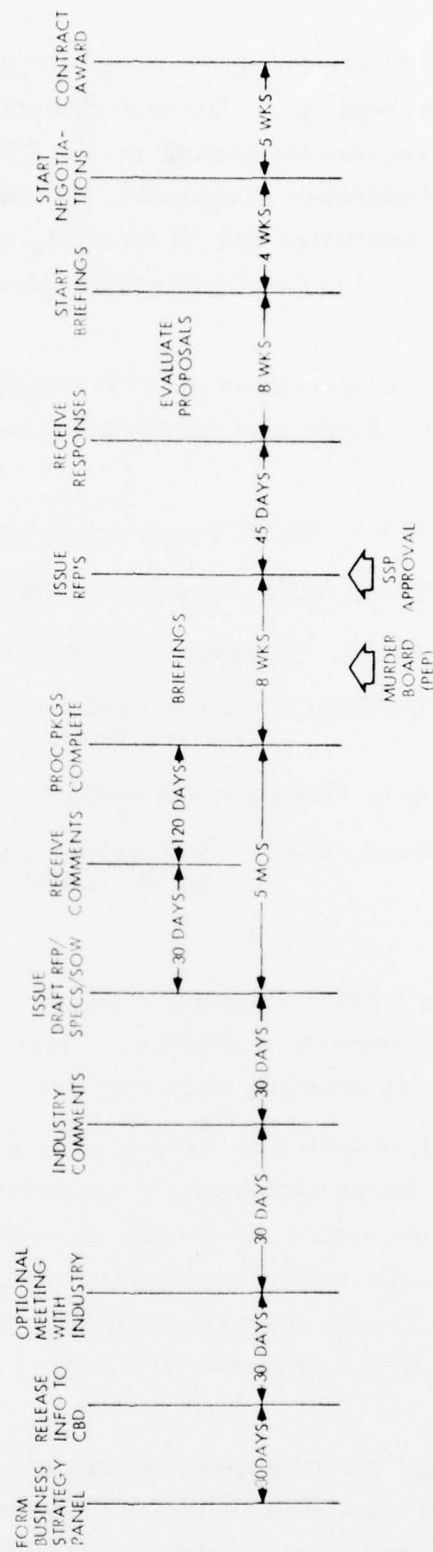 FORM
BUSINESS
STRATEGY
PANEL
RELEASE
INFO TO
CBD
OPTIONAL
MEETING
WITH
INDUSTRY
INDUSTRY
COMMENTS
ISSUE
DRAFT RFP/
SPECS/SOW
RECEIVE
COMMENTS
PROC PKGS
COMPLETE
ISSUE
RFP'S
RECEIVE
RESPONSES
START
BRIEFINGS
START
NEGOTIA-
TIONS
CONTRACT
AWARD
30 DAYS
120 DAYS
BRIEFINGS
EVALUATE
PROPOSALS
30DAYS
30 DAYS
30 DAYS
30 DAYS
5 MOS
8 WKS
45 DAYS
8 WKS
4 WKS
5 WKS
MURDER
BOARD
(PEP)
SSP
APPROVAL